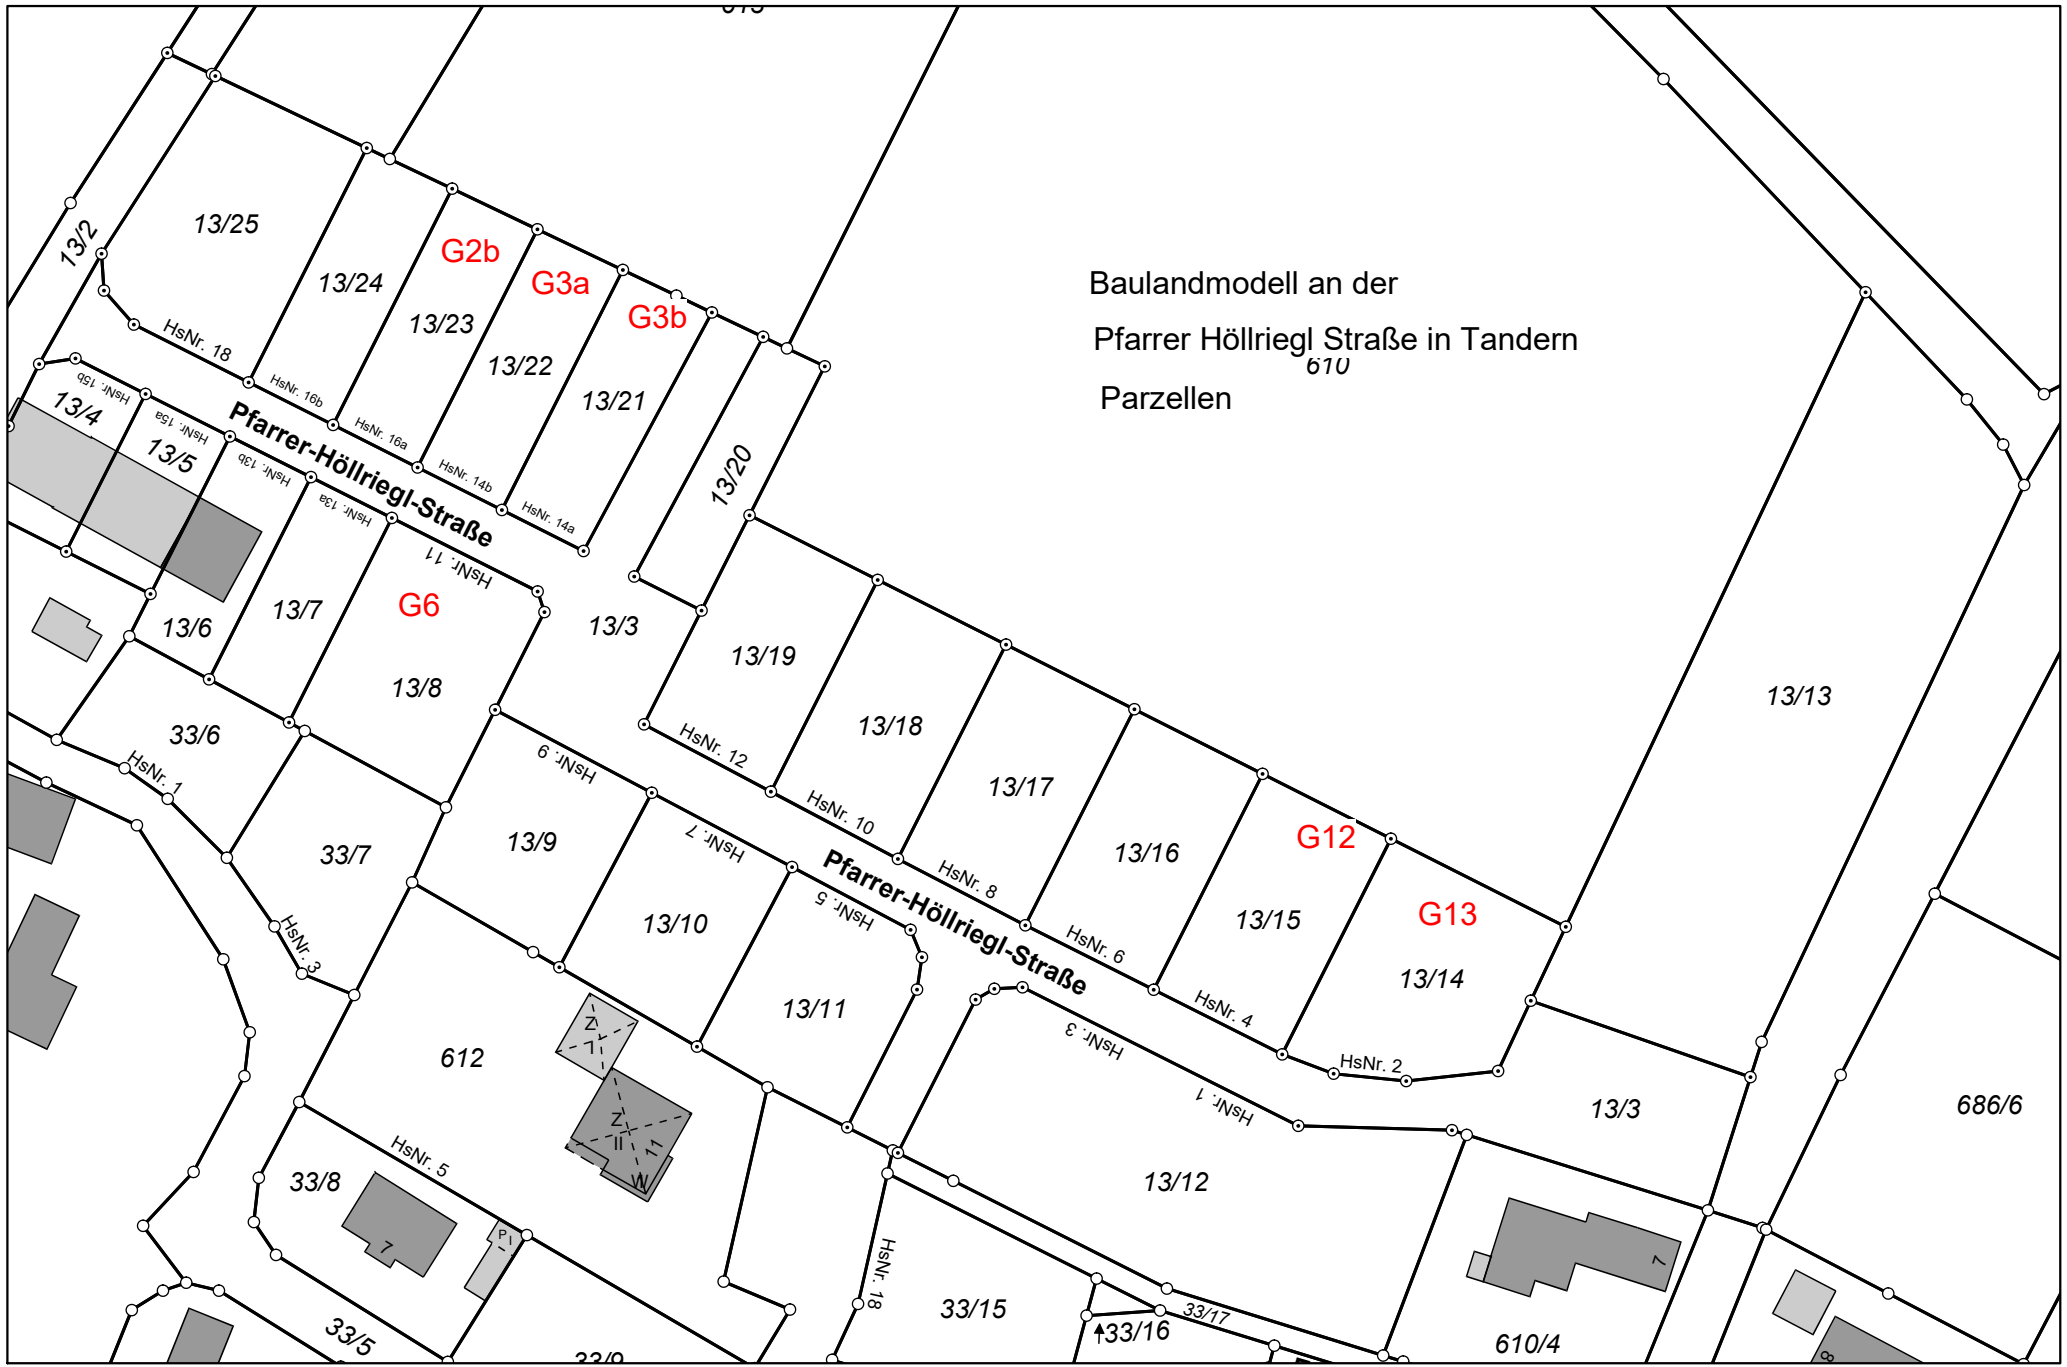 13/2
13/25
13/24
G2b
13/23
G3a
13/22
G3b
13/21
13/20
Baulandmodell an der
Pfarrer Höllriegl Straße in Tandern
610
Parzellen
HsNr. 18
HsNr. 16b
HsNr. 16a
HsNr. 14b
HsNr. 14a
Pfarrer-Höllriegl-Straße
HsNr. 15b
HsNr. 15a
HsNr. 13b
HsNr. 13a
HsNr. 11
13/4
13/5
13/6
13/7
G6
13/8
13/3
13/19
13/18
13/17
13/16
G12
13/15
G13
13/14
13/13
33/6
HsNr. 1
33/7
HsNr. 3
HsNr. 9
HsNr. 7
HsNr. 5
13/9
13/10
13/11
HsNr. 12
HsNr. 10
HsNr. 8
HsNr. 6
HsNr. 4
HsNr. 2
Pfarrer-Höllriegl-Straße
HsNr. 3
HsNr. 1
13/3
686/6
612
Z
I
Z
II
11
W
13/12
HsNr. 5
33/8
7
P I
33/5
33/9
HsNr. 18
33/15
33/16
33/17
610/4
7
8